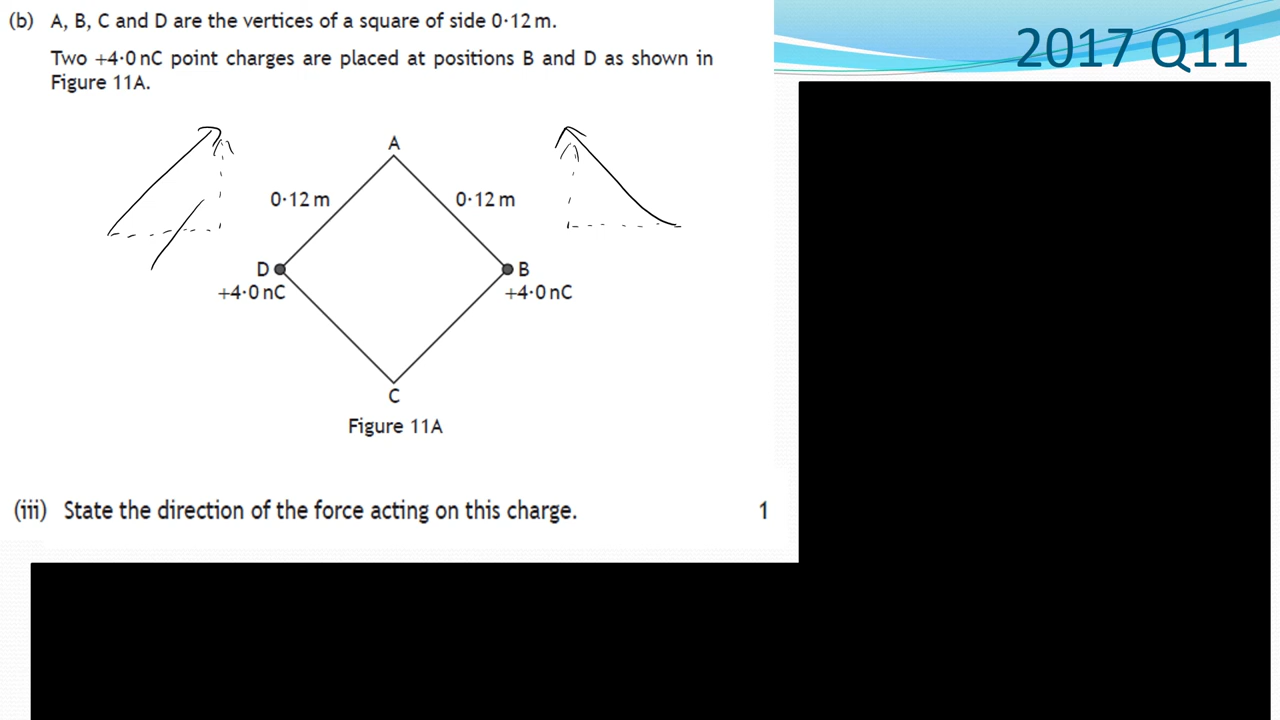 (b) A, B, C and D are the vertices of a square of side 0·12 m.
2017 Q11
Two +4·0 nC point charges are placed at positions B and D as shown in
Figure 11A.
A
0·12 m
0·12 m
D
B
+4·0 nC
+4·0 nC
C
Figure 11A
(iii) State the direction of the force acting on this charge. 1